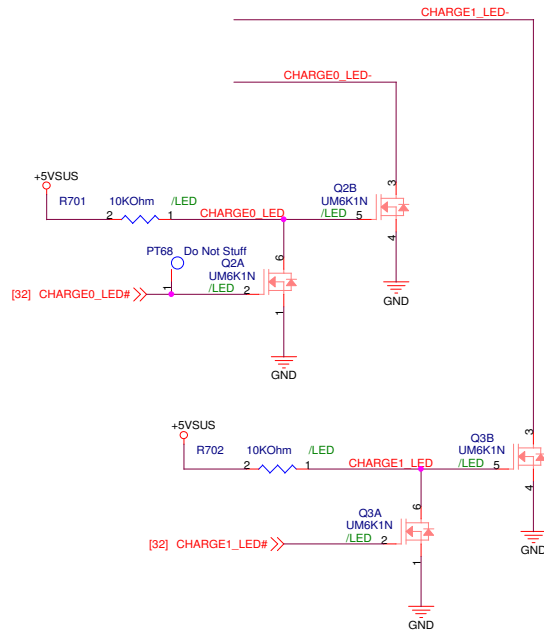 CHARGE1_LED-
CHARGE0_LED-
+5VSUS
R701
10KOhm
/LED
2
1
CHARGE0_LED
Q2B
UM6K1N
/LED
5
3
4
GND
PT68
Do Not Stuff
1
Q2A
UM6K1N
/LED
2
6
1
[32] CHARGE0_LED#
GND
+5VSUS
R702
10KOhm
/LED
2
1
CHARGE1_LED
Q3B
UM6K1N
/LED
5
3
4
GND
Q3A
UM6K1N
/LED
2
6
1
[32] CHARGE1_LED#
GND